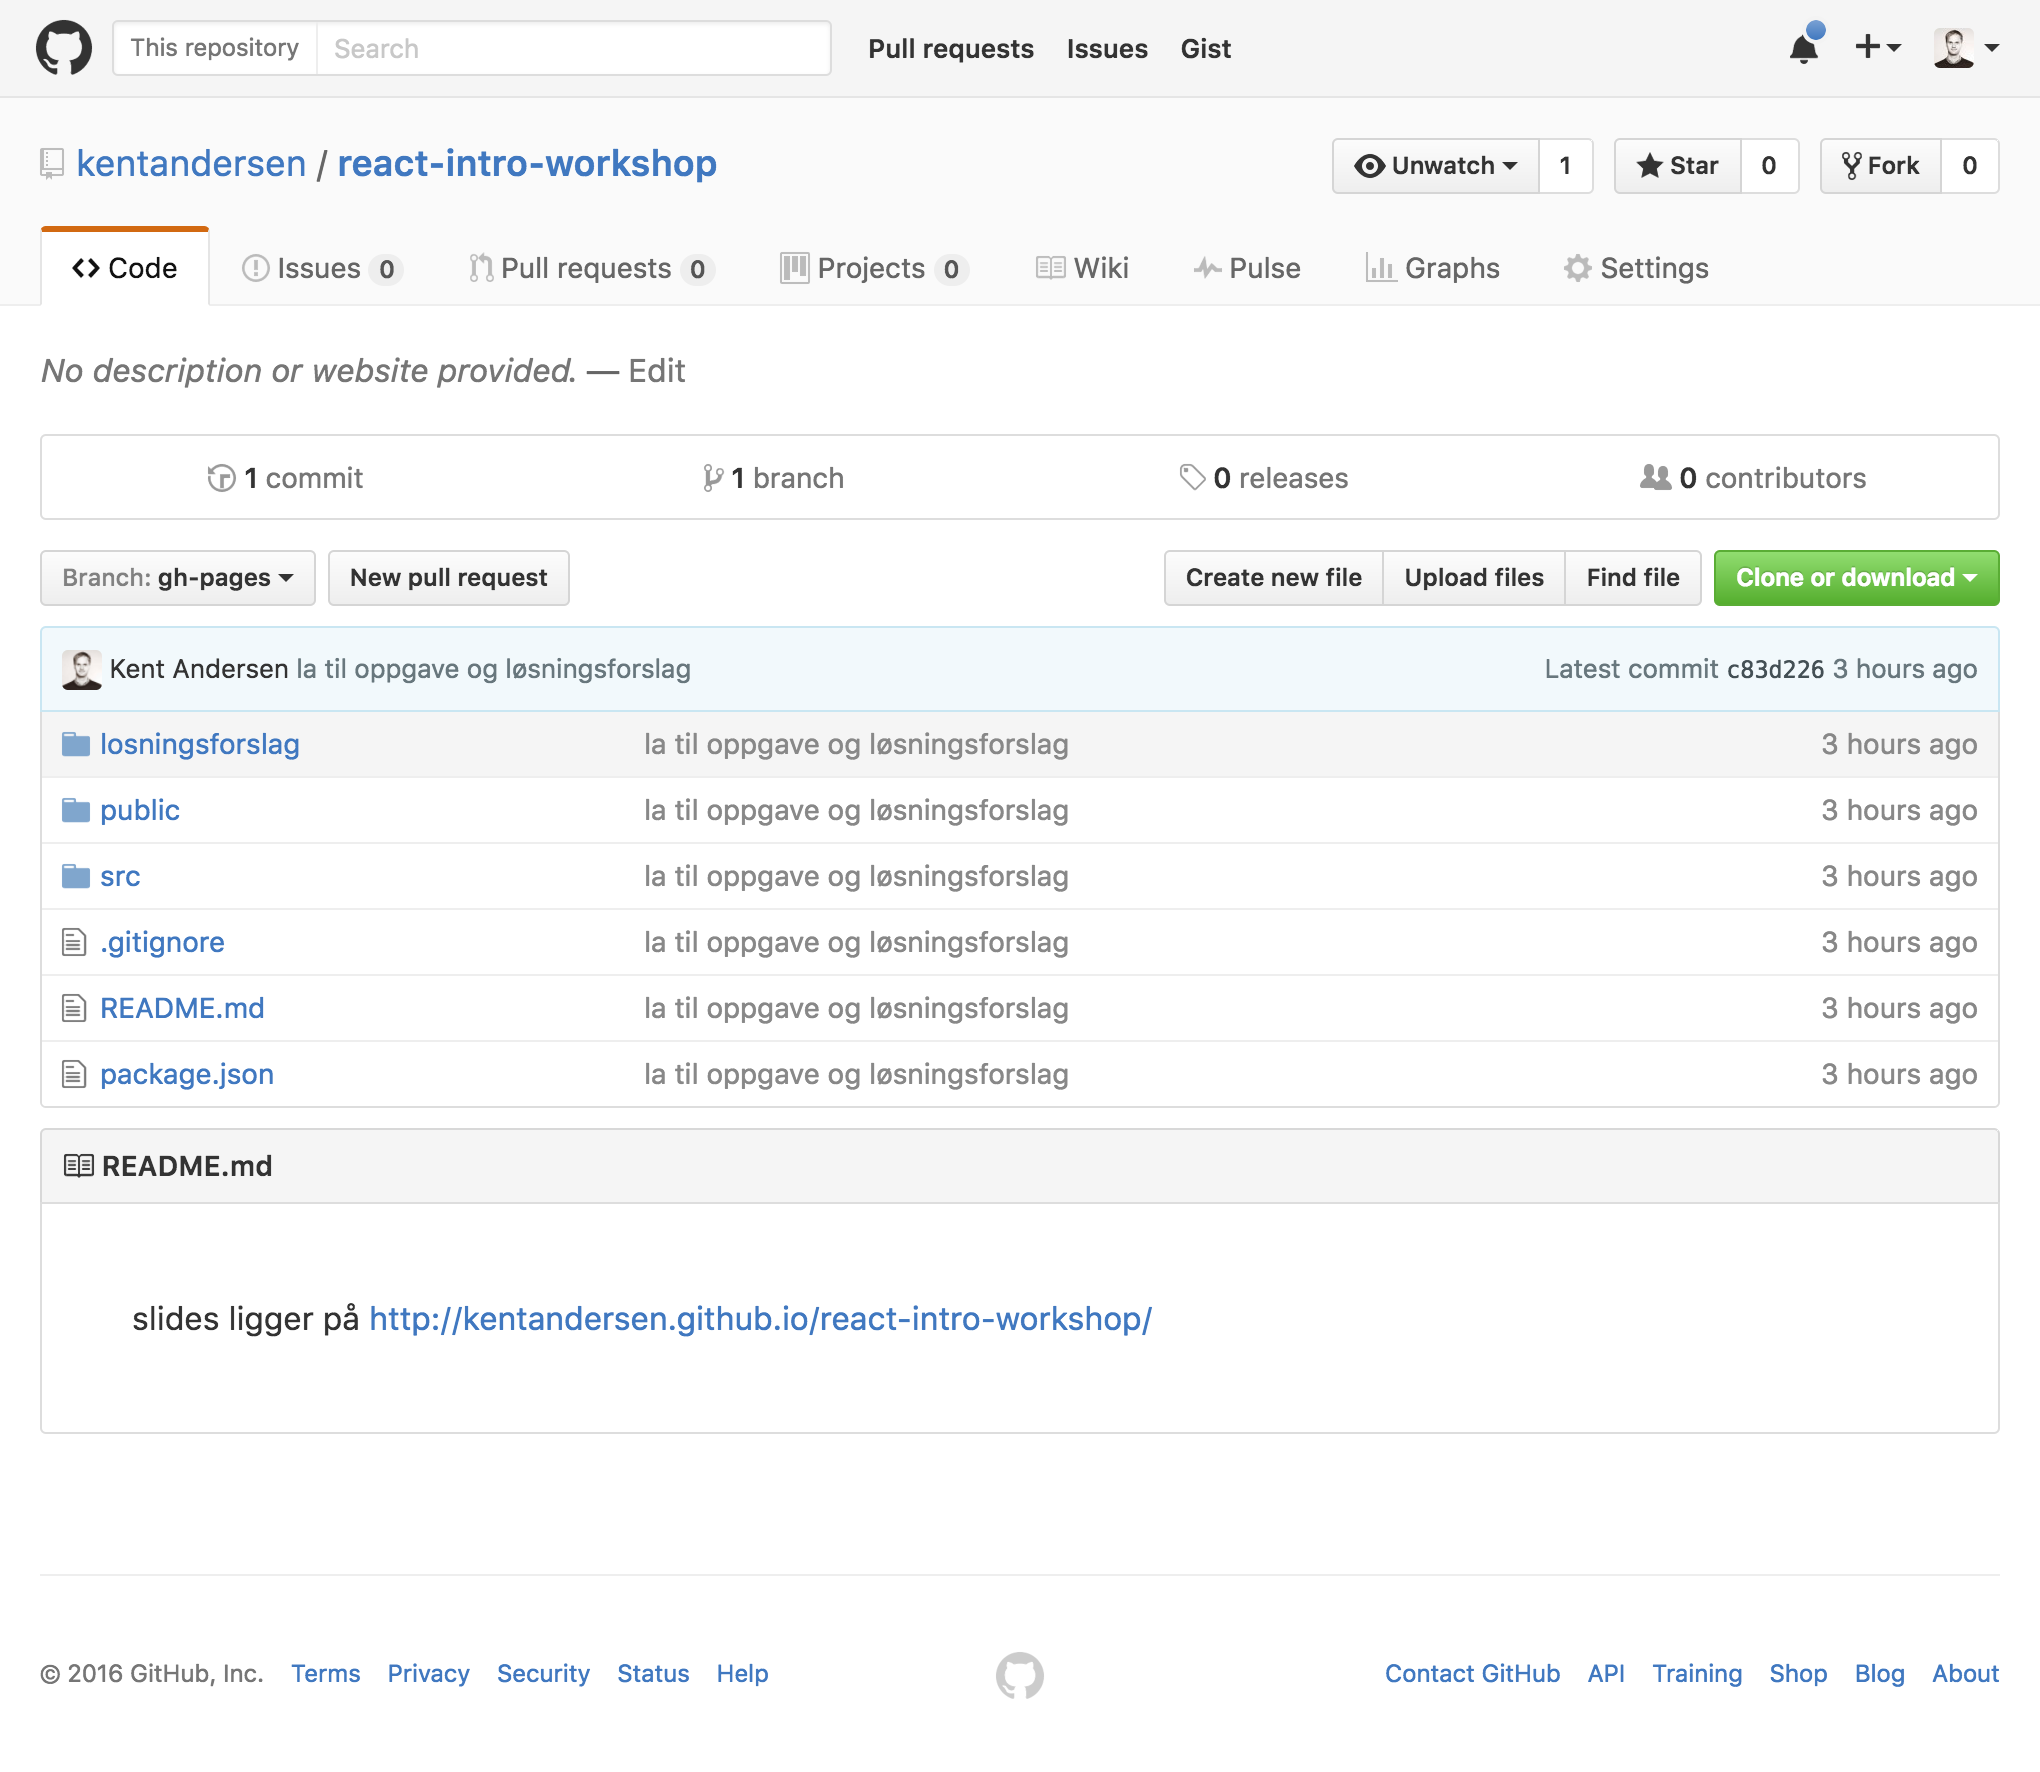 This repository Search Pull requests Issues Gist
kentandersen / react-intro-workshop Unwatch 1 Star 0 Fork 0
Code Issues 0 Pull requests 0 Projects 0 Wiki Pulse Graphs Settings
No description or website provided. — Edit
1 commit 1 branch 0 releases 0 contributors
Branch: gh-pages New pull request Create new file Upload files Find file Clone or download
Kent Andersen la til oppgave og løsningsforslag Latest commit c83d226 3 hours ago
losningsforslag la til oppgave og løsningsforslag 3 hours ago
public la til oppgave og løsningsforslag 3 hours ago
src la til oppgave og løsningsforslag 3 hours ago
.gitignore la til oppgave og løsningsforslag 3 hours ago
README.md la til oppgave og løsningsforslag 3 hours ago
package.json la til oppgave og løsningsforslag 3 hours ago
README.md
slides ligger på http://kentandersen.github.io/react-intro-workshop/
© 2016 GitHub, Inc. Terms Privacy Security Status Help Contact GitHub API Training Shop Blog About